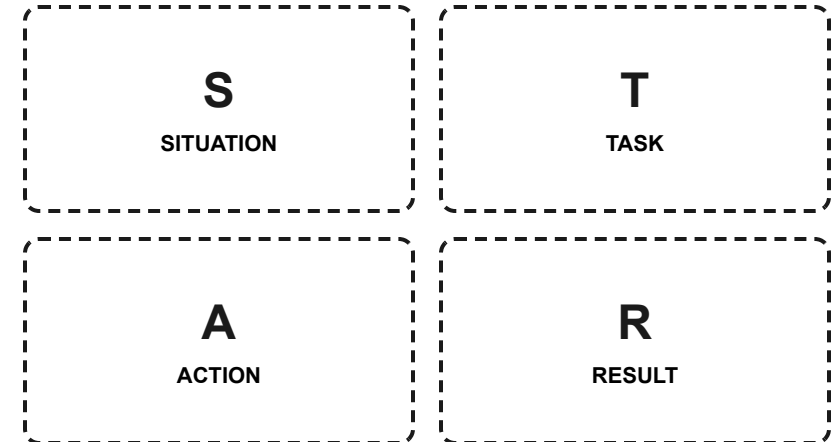 S
SITUATION
T
TASK
A
ACTION
R
RESULT